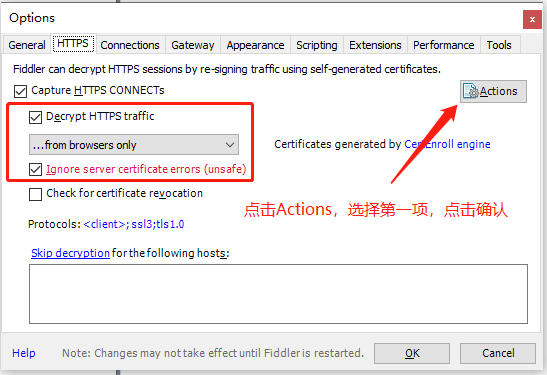 Options
General HTTPS Connections Gateway Appearance Scripting Extensions Performance Tools
Fiddler can decrypt HTTPS sessions by re-signing traffic using self-generated certificates.
Capture HTTPS CONNECTs
Actions
Decrypt HTTPS traffic
...from browsers only
Certificates generated by CertEnroll engine
Ignore server certificate errors (unsafe)
Check for certificate revocation
点击Actions，选择第一项，点击确认
Protocols: <client>; ssl3;tls1.0
Skip decryption for the following hosts:
Help Note: Changes may not take effect until Fiddler is restarted. OK Cancel